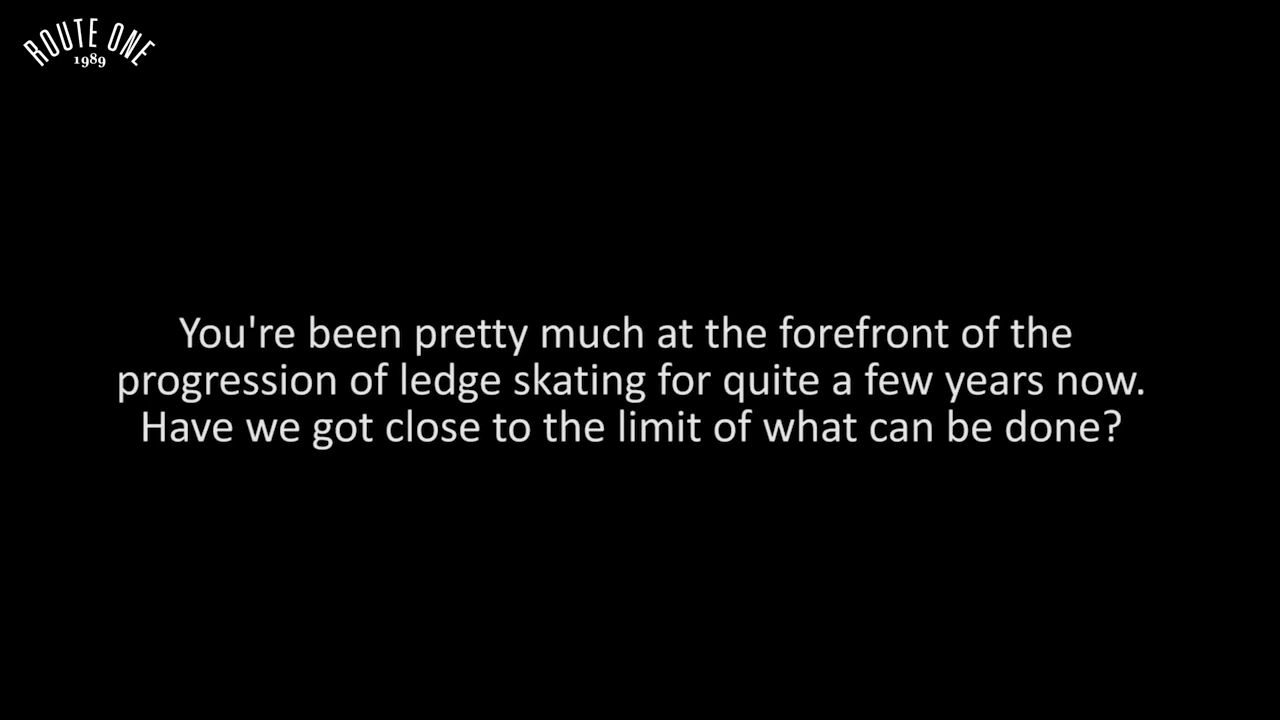 ROUTE ONE
1989
You're been pretty much at the forefront of the
progression of ledge skating for quite a few years now.
Have we got close to the limit of what can be done?